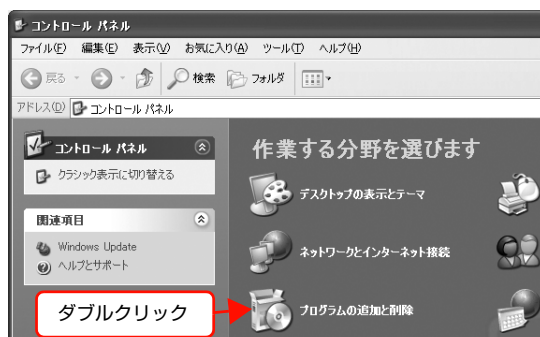 コントロール パネル
ファイル(F) 編集(E) 表示(V) お気に入り(A) ツール(T) ヘルプ(H)
戻る 検索 フォルダ
アドレス(D) コントロール パネル
コントロール パネル
クラシック表示に切り替える
関連項目
Windows Update
ヘルプとサポート
作業する分野を選びます
デスクトップの表示とテーマ
ネットワークとインターネット接続
プログラムの追加と削除
ダブルクリック